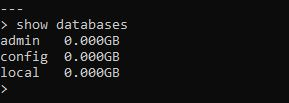 ---
> show databases
admin   0.000GB
config  0.000GB
local   0.000GB
>